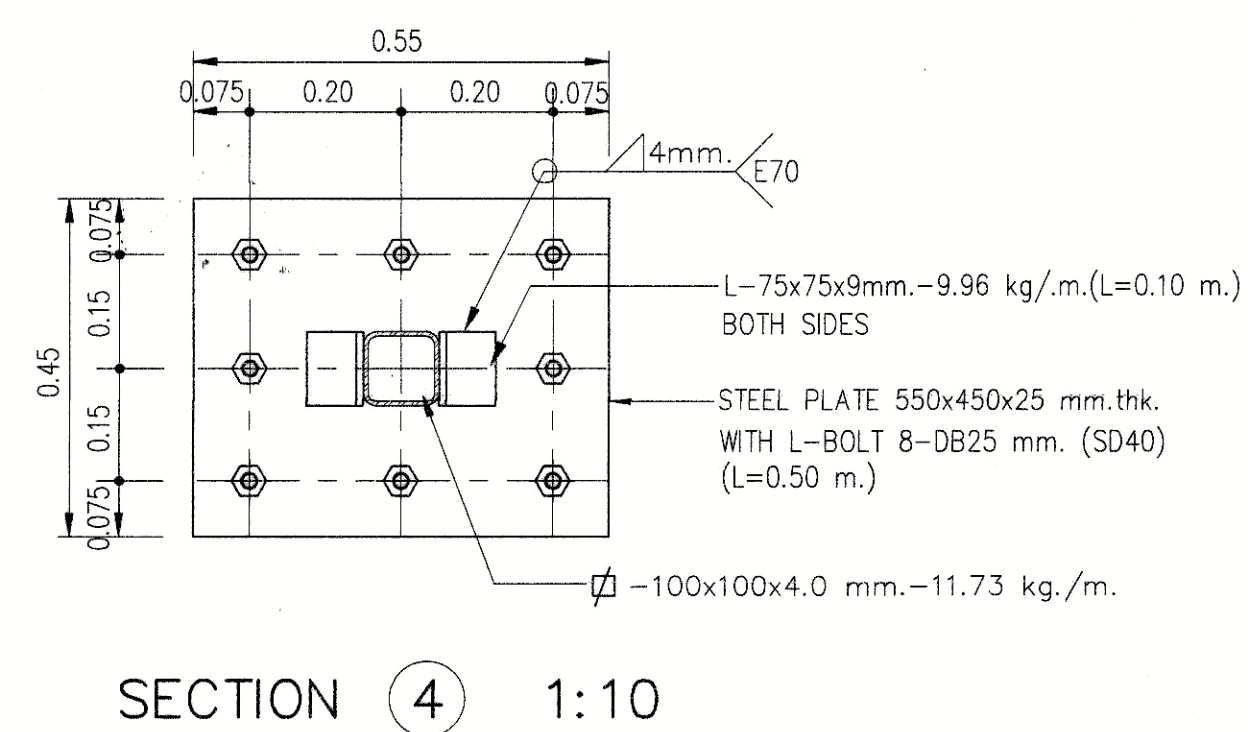 0.55
0.075 0.20 0.20 0.075
4mm.
E70
0.075
0.15
0.45
0.15
0.075
L-75x75x9mm.-9.96 kg/.m.(L=0.10 m.)
BOTH SIDES
STEEL PLATE 550x450x25 mm.thk.
WITH L-BOLT 8-DB25 mm. (SD40)
(L=0.50 m.)
-100x100x4.0 mm.-11.73 kg./m.
SECTION 4 1:10